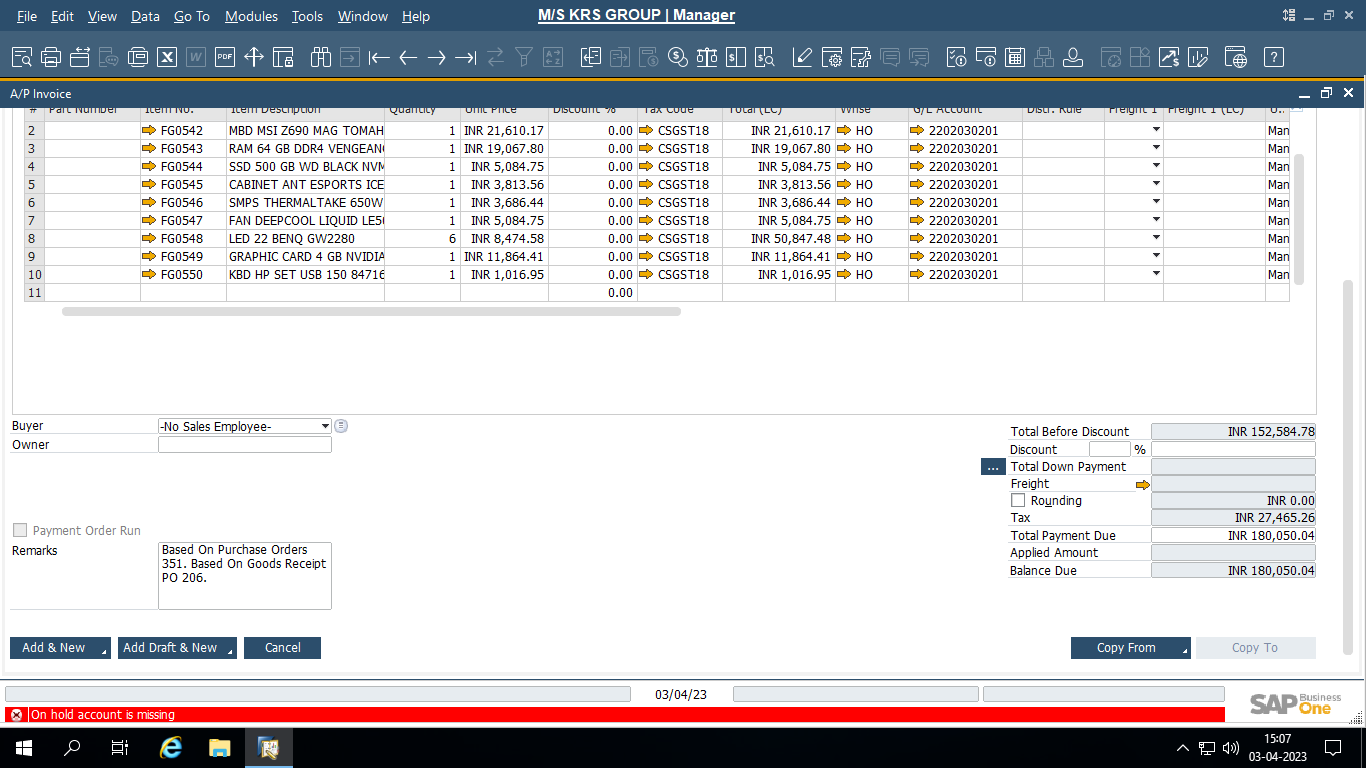 File Edit View Data Go To Modules Tools Window Help M/S KRS GROUP | Manager
A/P Invoice
# Part Number Item No. Item Description Quantity Unit Price Discount % Tax Code Total (LC) Whse G/L Account Distr. Rule Freight 1 Freight 1 (LC) U..
2 FG0542 MBD MSI Z690 MAG TOMAH 1 INR 21,610.17 0.00 CSGST18 INR 21,610.17 HO 2202030201 Man
3 FG0543 RAM 64 GB DDR4 VENGEAN 1 INR 19,067.80 0.00 CSGST18 INR 19,067.80 HO 2202030201 Man
4 FG0544 SSD 500 GB WD BLACK NVM 1 INR 5,084.75 0.00 CSGST18 INR 5,084.75 HO 2202030201 Man
5 FG0545 CABINET ANT ESPORTS ICE 1 INR 3,813.56 0.00 CSGST18 INR 3,813.56 HO 2202030201 Man
6 FG0546 SMPS THERMALTAKE 650W 1 INR 3,686.44 0.00 CSGST18 INR 3,686.44 HO 2202030201 Man
7 FG0547 FAN DEEPCOOL LIQUID LE50 1 INR 5,084.75 0.00 CSGST18 INR 5,084.75 HO 2202030201 Man
8 FG0548 LED 22 BENQ GW2280 6 INR 8,474.58 0.00 CSGST18 INR 50,847.48 HO 2202030201 Man
9 FG0549 GRAPHIC CARD 4 GB NVIDIA 1 INR 11,864.41 0.00 CSGST18 INR 11,864.41 HO 2202030201 Man
10 FG0550 KBD HP SET USB 150 84716 1 INR 1,016.95 0.00 CSGST18 INR 1,016.95 HO 2202030201 Man
11 0.00
Buyer -No Sales Employee-
Owner
Total Before Discount INR 152,584.78
Discount %
... Total Down Payment
Freight
Rounding INR 0.00
Tax INR 27,465.26
Total Payment Due INR 180,050.04
Applied Amount
Balance Due INR 180,050.04
Payment Order Run
Remarks
Based On Purchase Orders
351. Based On Goods Receipt
PO 206.
Add & New Add Draft & New Cancel Copy From Copy To
03/04/23
SAP Business One
On hold account is missing
15:07
03-04-2023